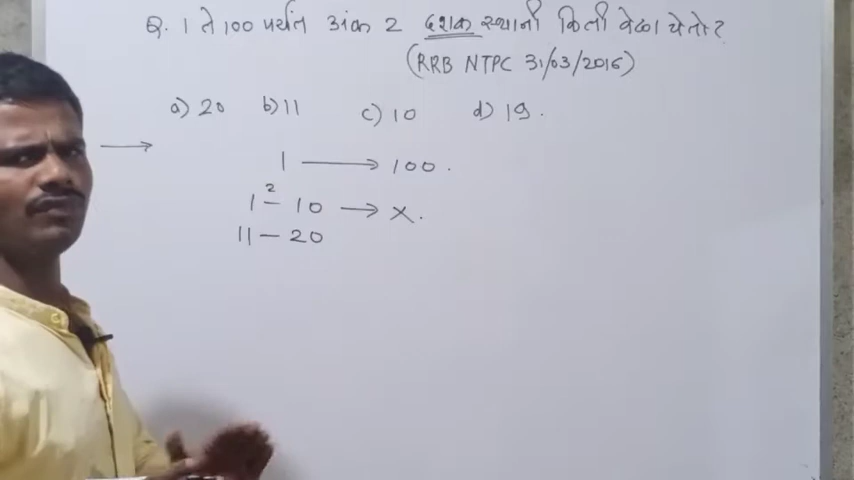 Q. 1 ते 100 पर्यंत अंक 2 दशक स्थानी किती वेळा येतो?
(RRB NTPC 31/03/2016)
a) 20 b) 11 c) 10 d) 19.
1 → 100.
2
1 – 10 → ×.
11 – 20